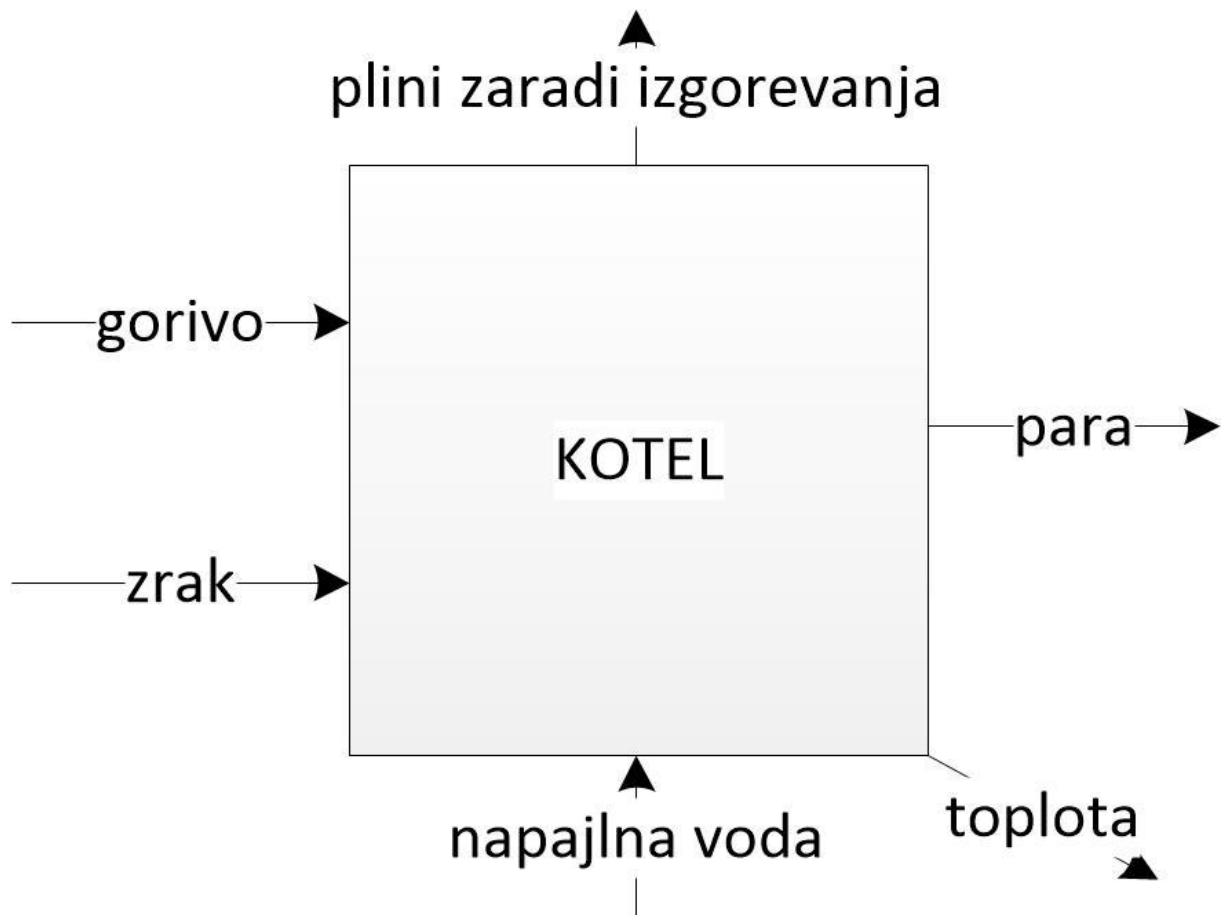 plini zaradi izgorevanja
gorivo
KOTEL
para
zrak
napajlna voda
toplota